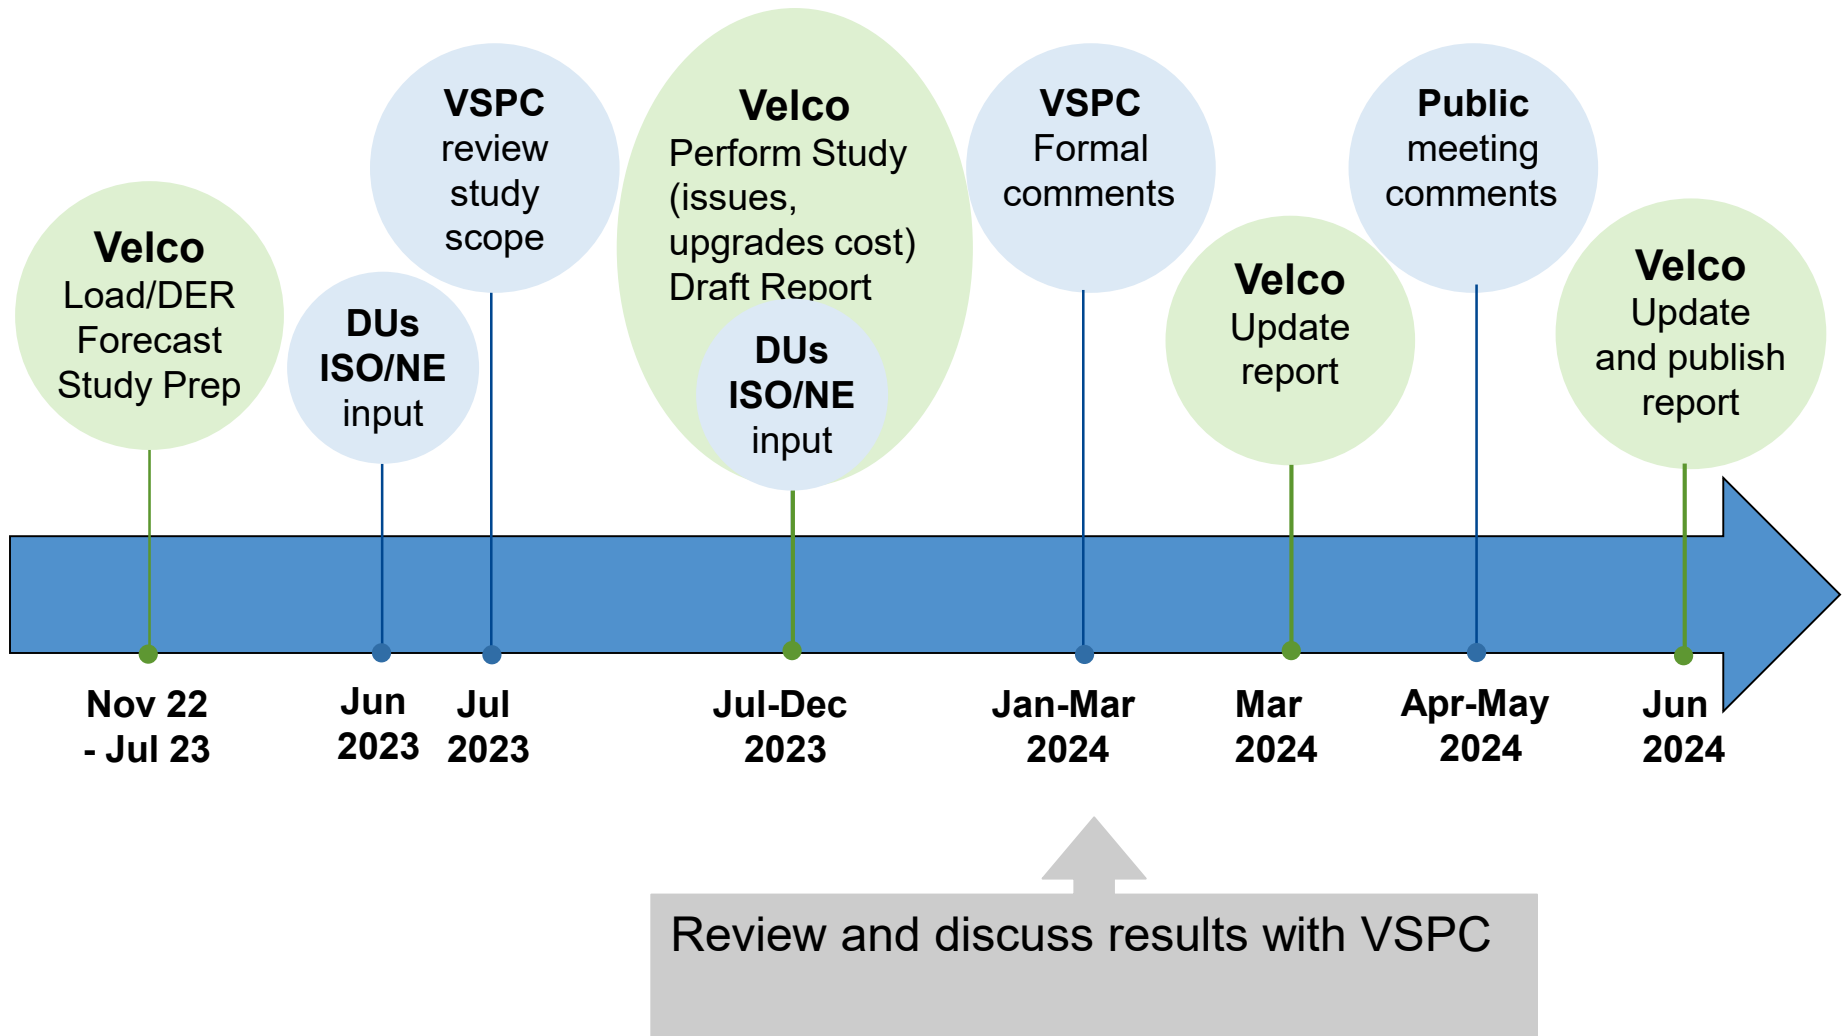 Velco
Load/DER
Forecast
Study Prep
DUs
ISO/NE
input
VSPC
review
study
scope
Velco
Perform Study
(issues,
upgrades cost)
Draft Report
DUs
ISO/NE
input
VSPC
Formal
comments
Velco
Update
report
Public
meeting
comments
Velco
Update
and publish
report
Nov 22
- Jul 23
Jun
2023
Jul
2023
Jul-Dec
2023
Jan-Mar
2024
Mar
2024
Apr-May
2024
Jun
2024
Review and discuss results with VSPC